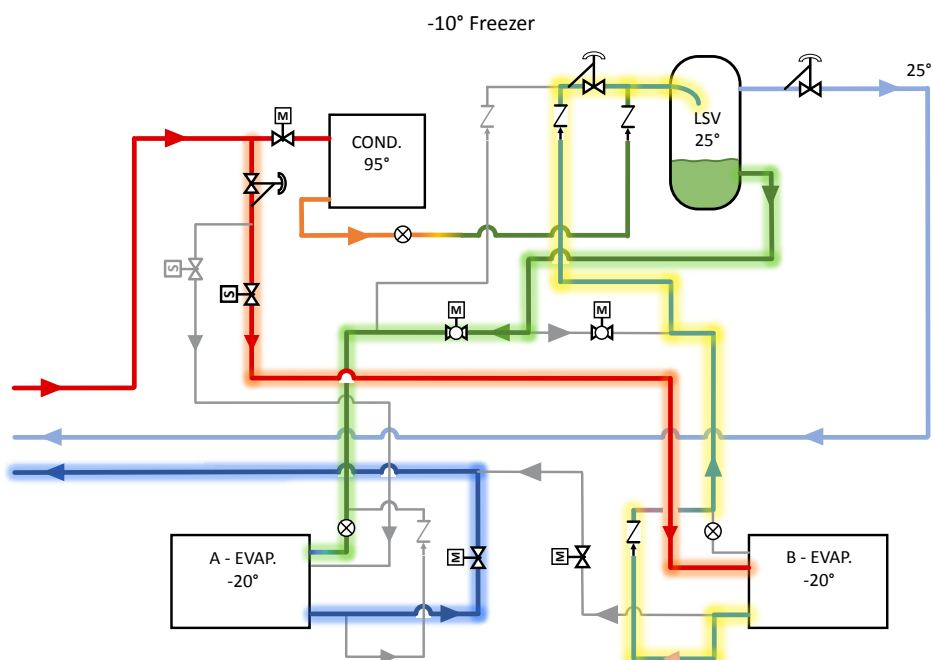 -10° Freezer
25°
M
COND.
95°
LSV
25°
S
S
M
M
A - EVAP.
-20°
M
M
B - EVAP.
-20°